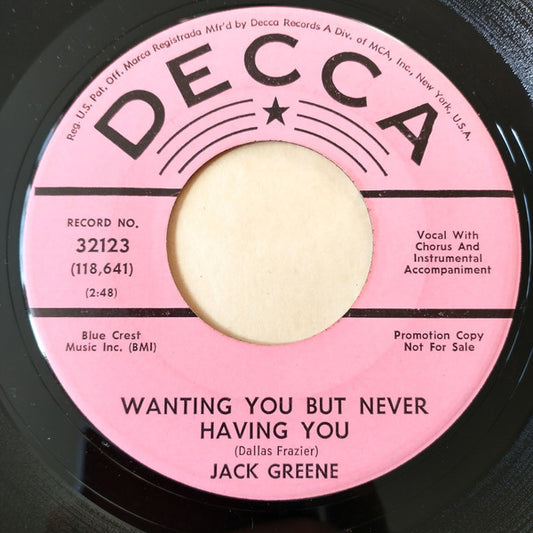 Reg. U.S. Pat. Off. Marca Registrada Mfr'd by Decca Records A Div. of MCA, Inc., New York, U.S.A.
DECCA
RECORD NO.
32123
(118,641)
(2:48)
Vocal With
Chorus And
Instrumental
Accompaniment
Blue Crest
Music Inc. (BMI)
Promotion Copy
Not For Sale
WANTING YOU BUT NEVER
HAVING YOU
(Dallas Frazier)
JACK GREENE